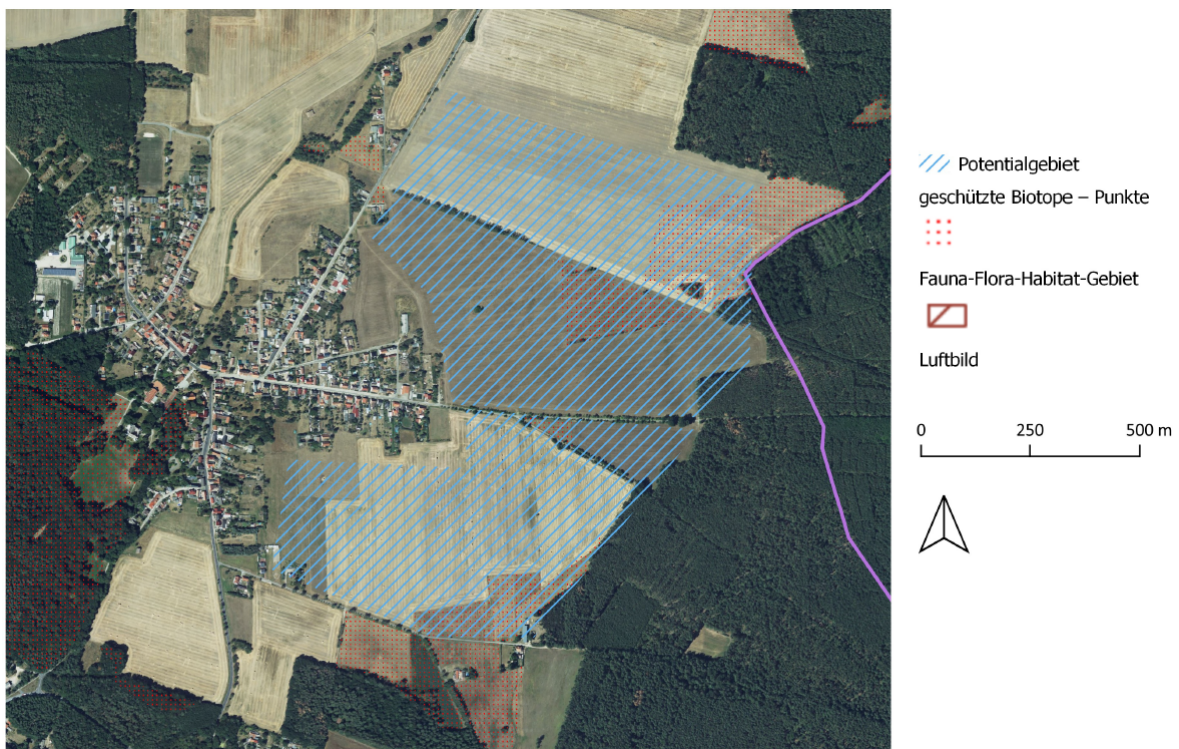 Potentialgebiet
geschützte Biotope – Punkte
Fauna-Flora-Habitat-Gebiet
Luftbild
0 250 500 m